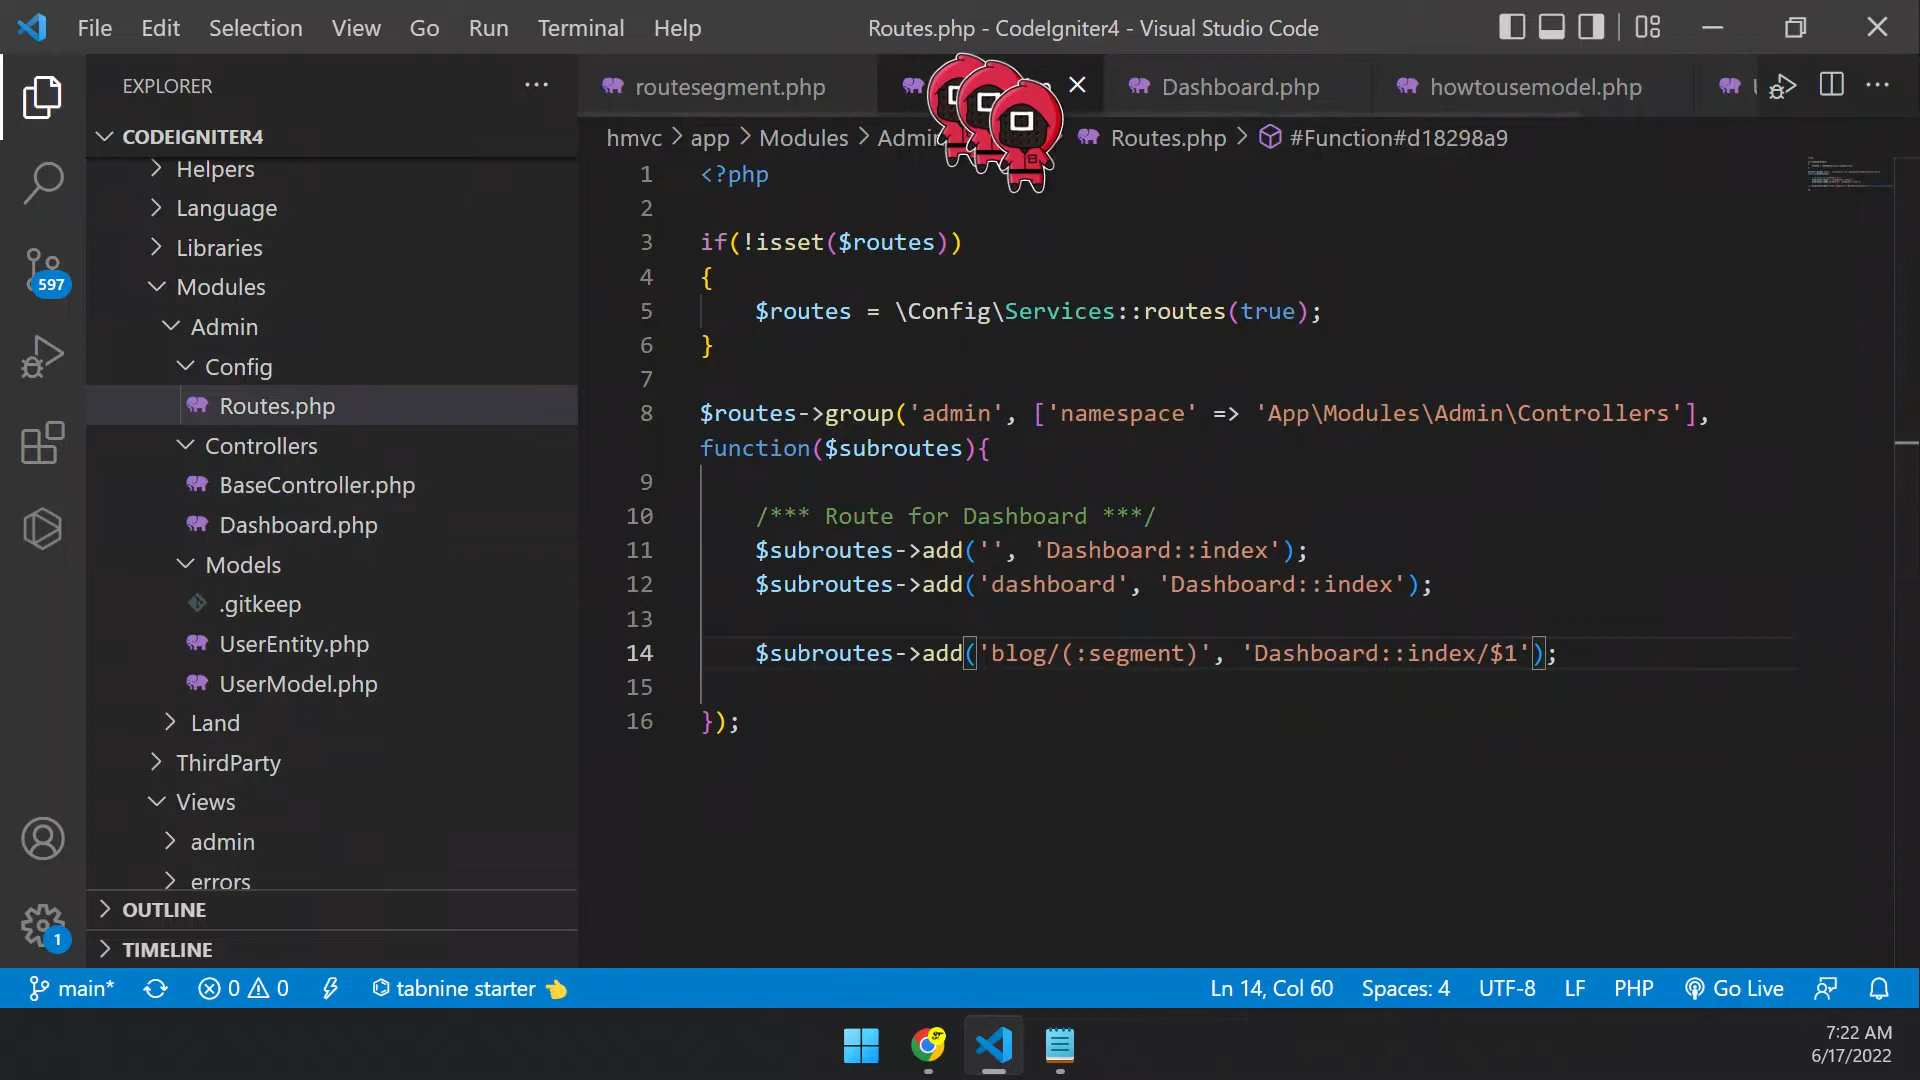 File Edit Selection View Go Run Terminal Help
Routes.php - CodeIgniter4 - Visual Studio Code
EXPLORER
CODEIGNITER4
Helpers
Language
Libraries
Modules
Admin
Config
Routes.php
Controllers
BaseController.php
Dashboard.php
Models
.gitkeep
UserEntity.php
UserModel.php
Land
ThirdParty
Views
admin
errors
OUTLINE
TIMELINE
597
1
routesegment.php
Dashboard.php
howtousemodel.php
hmvc > app > Modules > Admin
Routes.php > #Function#d18298a9
1 <?php
2
3 if(!isset($routes))
4 {
5 $routes = \Config\Services::routes(true);
6 }
7
8 $routes->group('admin', ['namespace' => 'App\Modules\Admin\Controllers'],
function($subroutes){
9
10 /*** Route for Dashboard ***/
11 $subroutes->add('', 'Dashboard::index');
12 $subroutes->add('dashboard', 'Dashboard::index');
13
14 $subroutes->add('blog/(:segment)', 'Dashboard::index/$1');
15
16 });
main* 0 0 tabnine starter 👈
Ln 14, Col 60 Spaces: 4 UTF-8 LF PHP Go Live
7:22 AM
6/17/2022